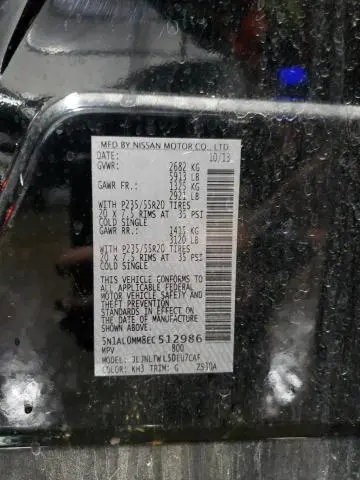 MFD BY NISSAN MOTOR CO., LTD
DATE: 10/13
GVWR: 2682 KG
5913 LB
GAWR FR: 1325 KG
2921 LB
WITH P235/55R20 TIRES
20 X 7.5 RIMS AT 35 PSI
COLD SINGLE
GAWR RR: 1415 KG
3120 LB
WITH P235/55R20 TIRES
20 X 7.5 RIMS AT 35 PSI
COLD SINGLE
THIS VEHICLE CONFORMS TO
ALL APPLICABLE FEDERAL
MOTOR VEHICLE SAFETY AND
THEFT PREVENTION
STANDARDS IN EFFECT ON
THE DATE OF MANUFACTURE
SHOWN ABOVE
5N1AL0MM8EC512986
MPV 800
MODEL: JLJNLTWL50EU7CAF
COLOR: KH3 TRIM: G